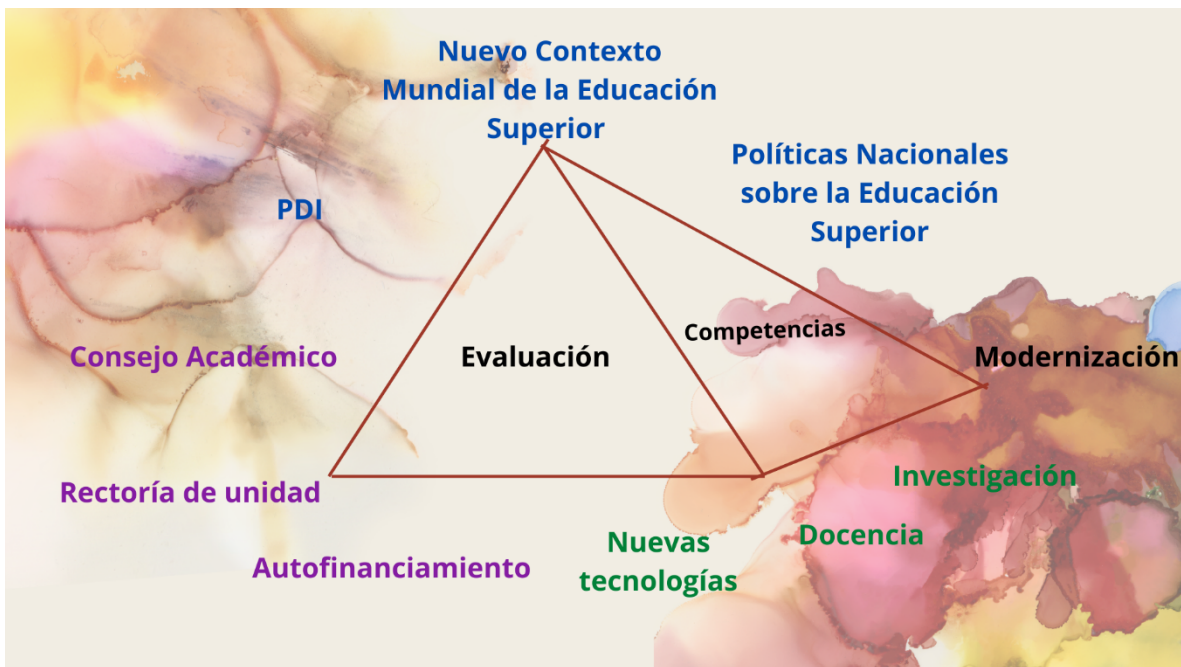 Nuevo Contexto
Mundial de la Educación
Superior
Políticas Nacionales
sobre la Educación
Superior
PDI
Competencias
Consejo Académico
Evaluación
Modernización
Rectoría de unidad
Investigación
Autofinanciamiento
Nuevas
tecnologías
Docencia